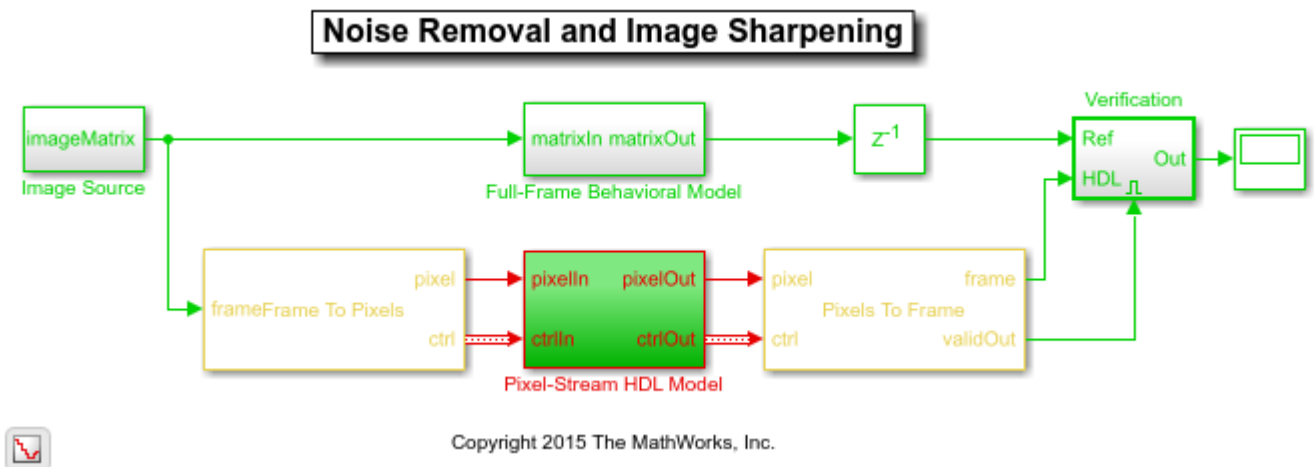 Noise Removal and Image Sharpening
Verification
imageMatrix
matrixIn matrixOut
Z-1
Ref
Out
HDL
Image Source
Full-Frame Behavioral Model
pixel
pixelIn pixelOut
pixel
frame
frame
Frame To Pixels
Pixels To Frame
ctrl
ctrlIn ctrlOut
ctrl
validOut
Pixel-Stream HDL Model
Copyright 2015 The MathWorks, Inc.